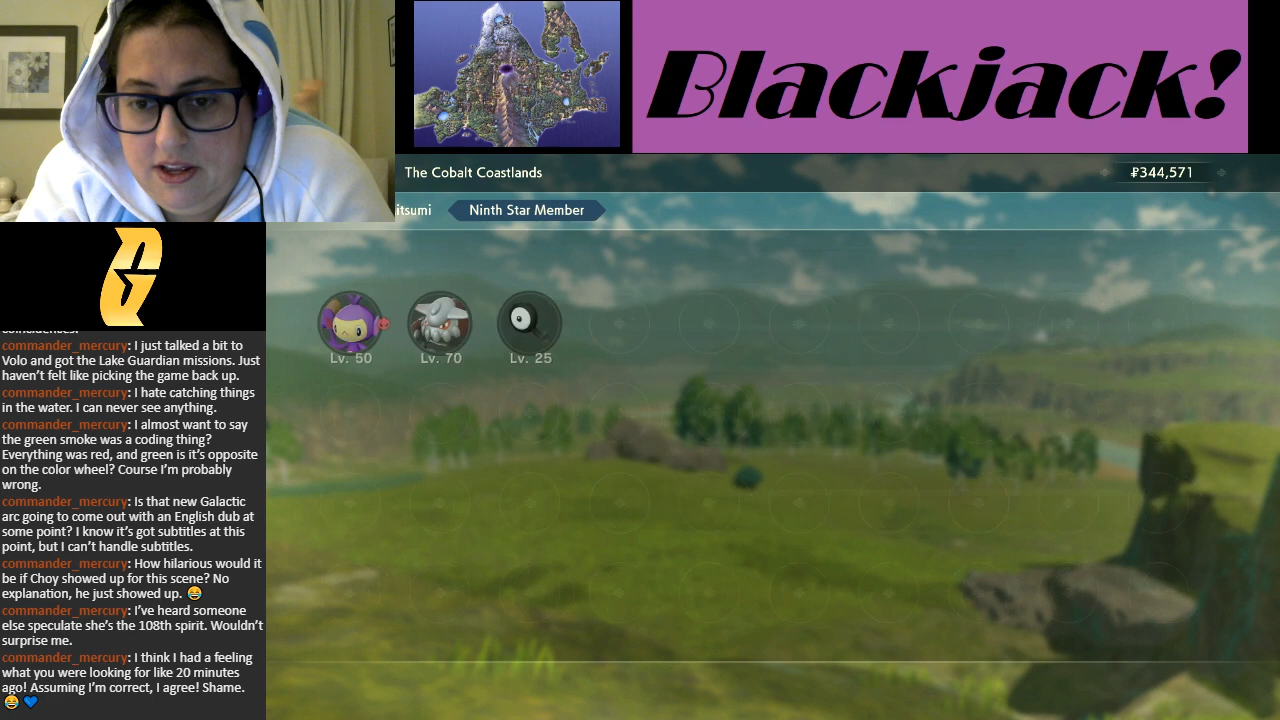 Blackjack!
The Cobalt Coastlands
₽344,571
itsumi
Ninth Star Member
G
Lv. 50
Lv. 70
Lv. 25
commander_mercury: I just talked a bit to
Volo and got the Lake Guardian missions. Just
haven't felt like picking the game back up.
commander_mercury: I hate catching things
in the water. I can never see anything.
commander_mercury: I almost want to say
the green smoke was a coding thing?
Everything was red, and green is it's opposite
on the color wheel? Course I'm probably
wrong.
commander_mercury: Is that new Galactic
arc going to come out with an English dub at
some point? I know it's got subtitles at this
point, but I can't handle subtitles.
commander_mercury: How hilarious would it
be if Choy showed up for this scene? No
explanation, he just showed up. 😂
commander_mercury: I've heard someone
else speculate she's the 108th spirit. Wouldn't
surprise me.
commander_mercury: I think I had a feeling
what you were looking for like 20 minutes
ago! Assuming I'm correct, I agree! Shame.
😂 💙